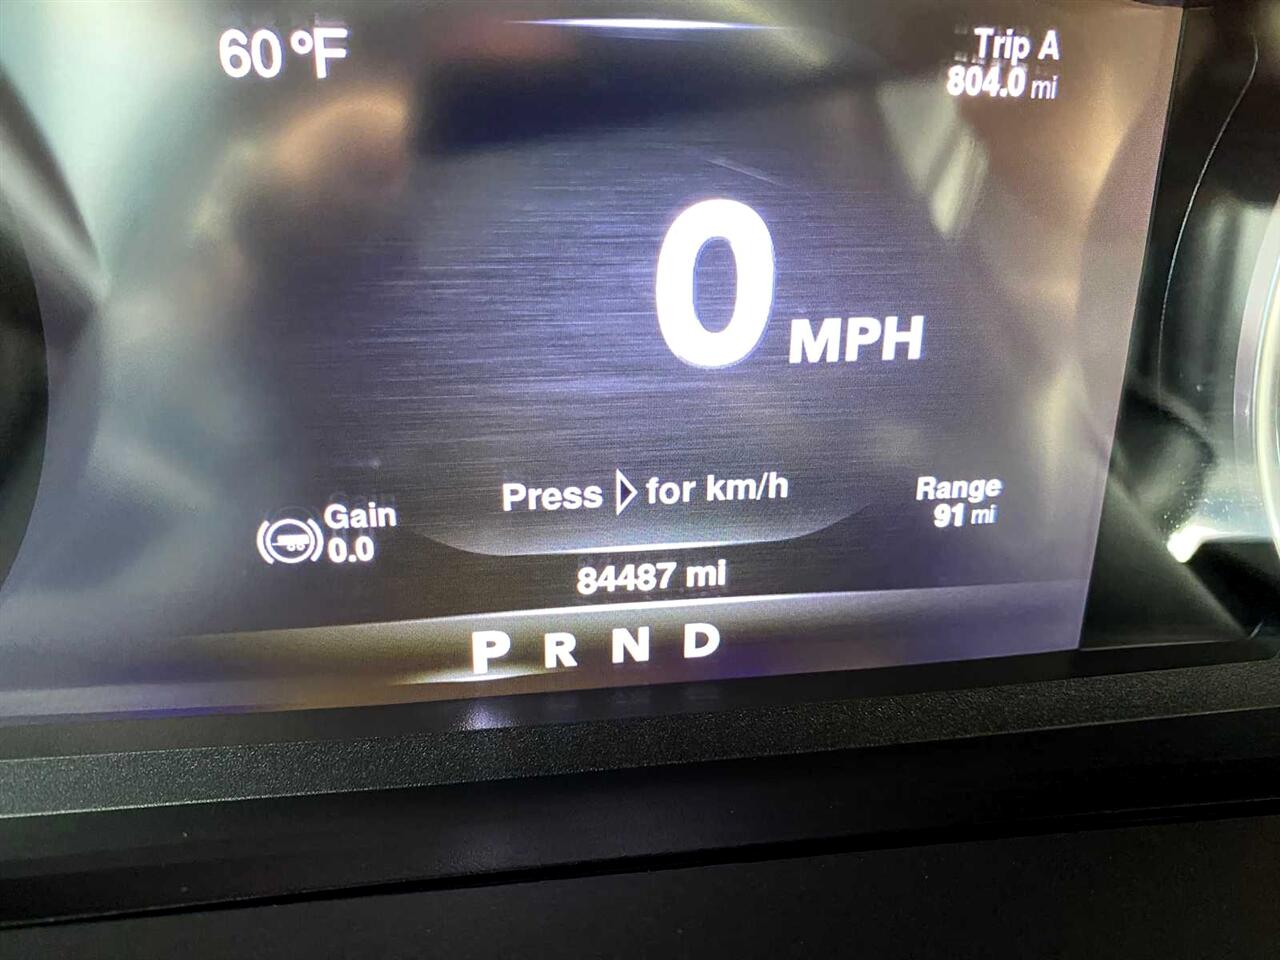 60 °F
Trip A
804.0 mi
0 MPH
Press ▷ for km/h
Range
91 mi
Gain
0.0
84487 mi
P R N D